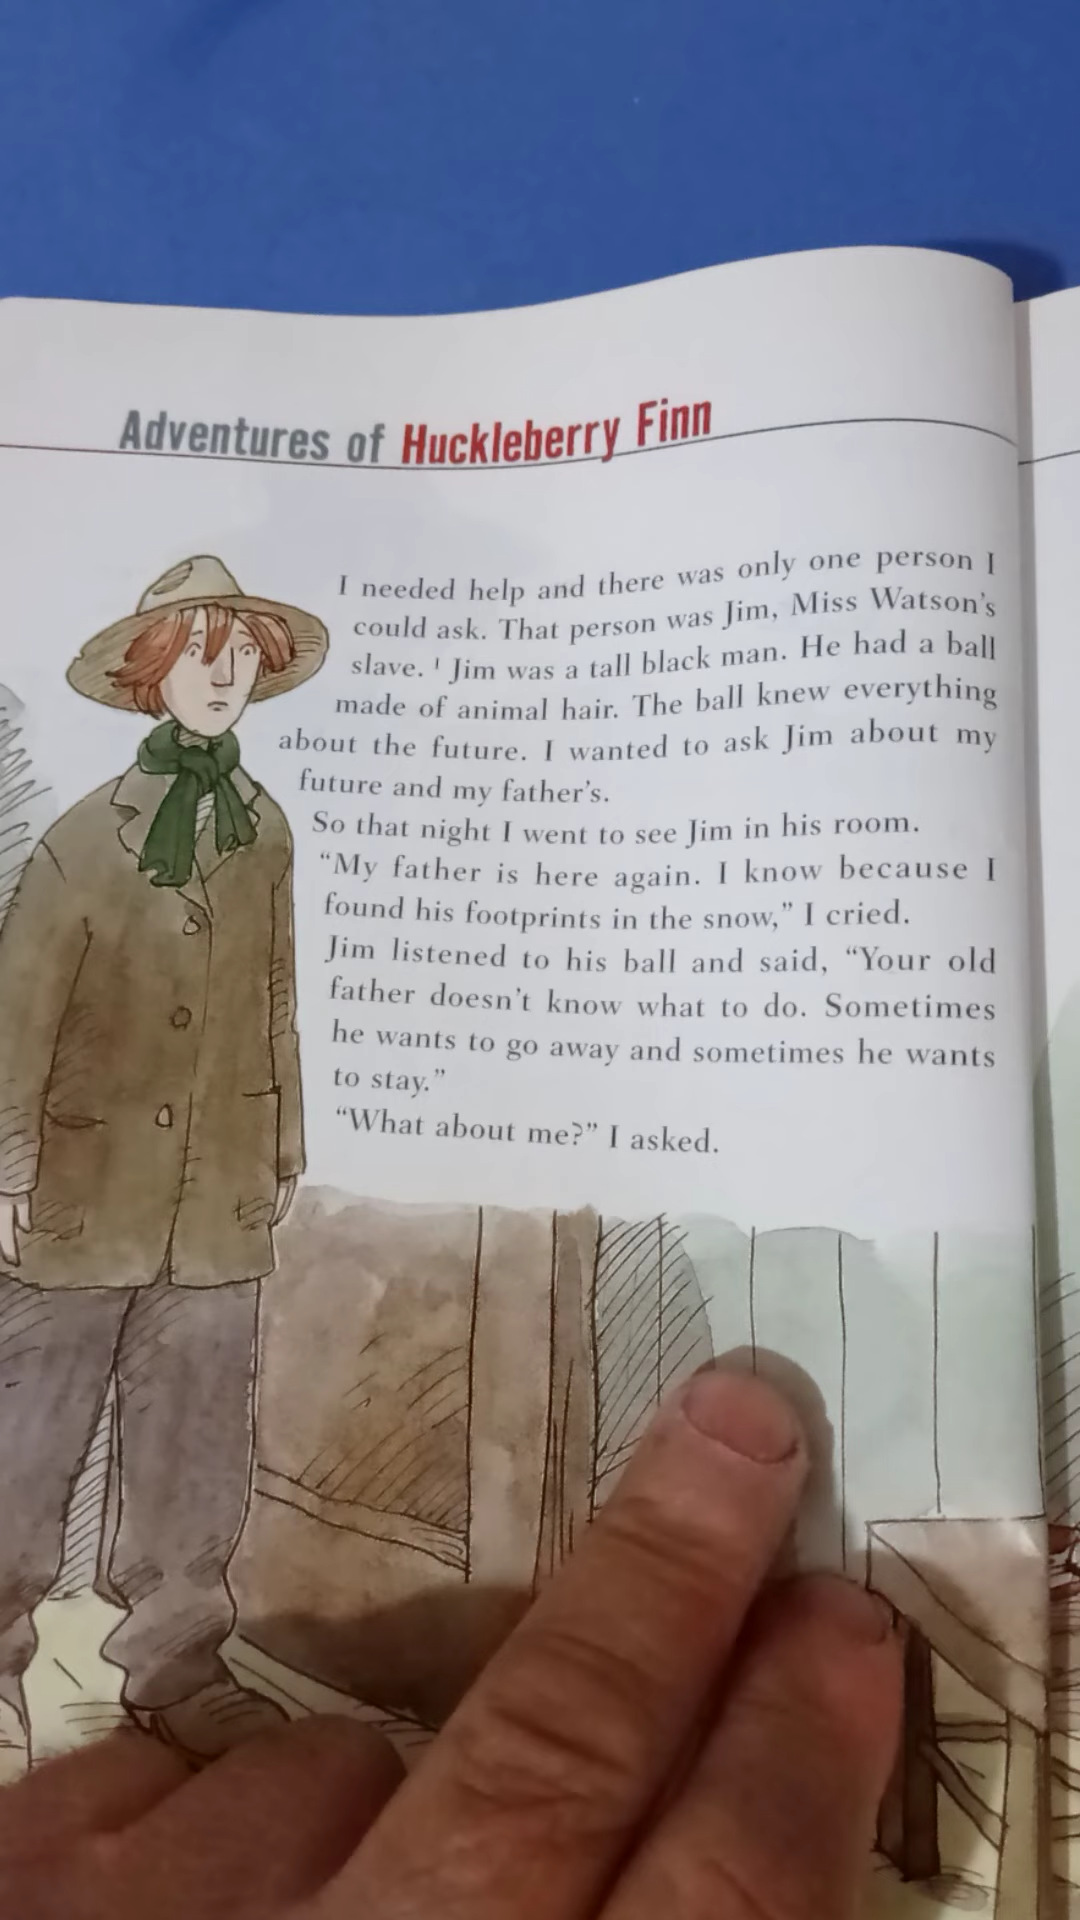 Adventures of Huckleberry Finn
I needed help and there was only one person I
could ask. That person was Jim, Miss Watson's
slave. ¹ Jim was a tall black man. He had a ball
made of animal hair. The ball knew everything
about the future. I wanted to ask Jim about my
future and my father's.
So that night I went to see Jim in his room.
“My father is here again. I know because I
found his footprints in the snow,” I cried.
Jim listened to his ball and said, “Your old
father doesn't know what to do. Sometimes
he wants to go away and sometimes he wants
to stay.”
“What about me?” I asked.